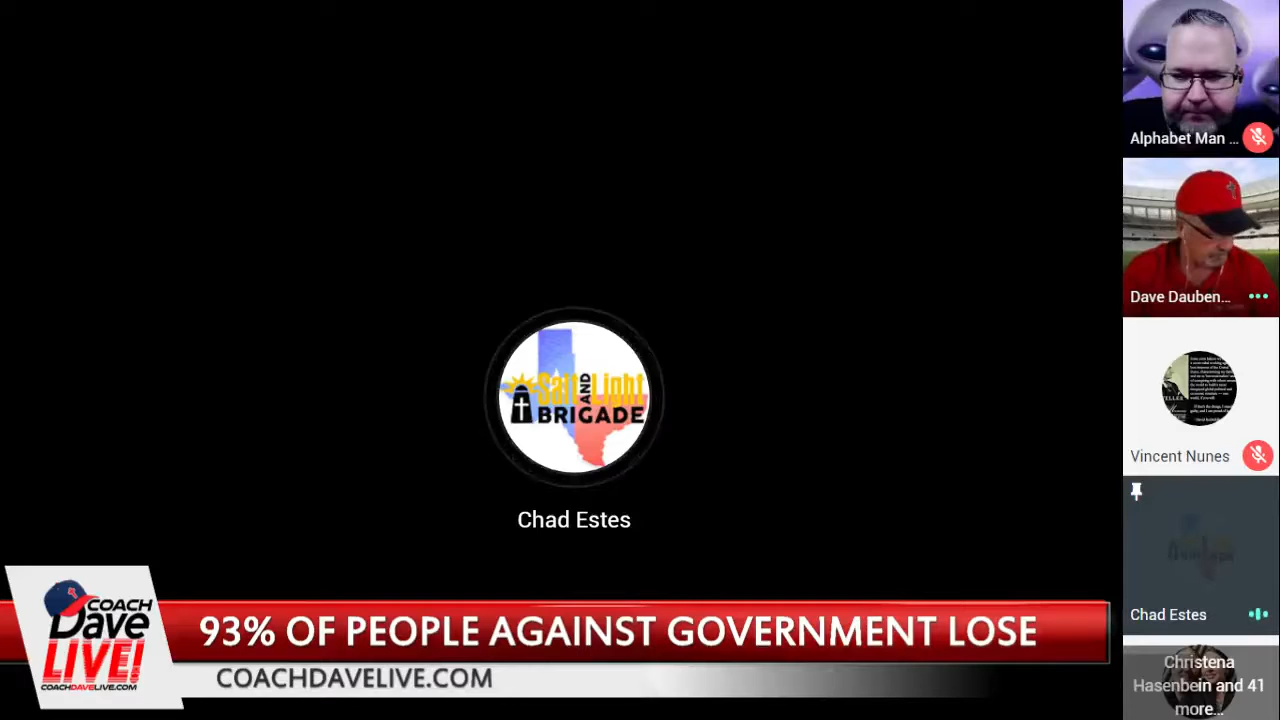 Alphabet Man ...
Dave Dauben...
Vincent Nunes
Salt AND Light
BRIGADE
Chad Estes
Chad Estes
Christena
Hasenbein and 41
more...
COACH
Dave
LIVE!
COACHDAVELIVE.COM
93% OF PEOPLE AGAINST GOVERNMENT LOSE
COACHDAVELIVE.COM